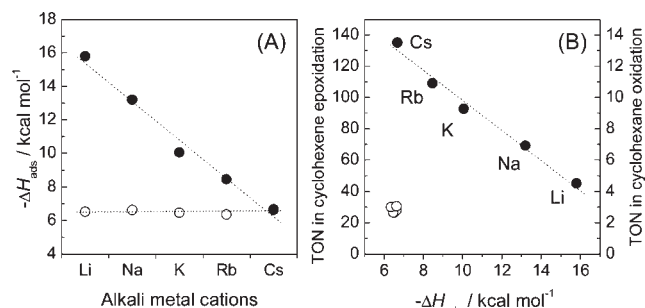 (A)
-ΔH_ads / kcal mol⁻¹
18
16
14
12
10
8
6
4
Li Na K Rb Cs
Alkali metal cations
(B)
TON in cyclohexene epoxidation
140
120
100
80
60
40
20
0
Cs
Rb
K
Na
Li
6 8 10 12 14 16
-ΔH / kcal mol⁻¹
14
12
10
8
6
4
2
0
TON in cyclohexane oxidation